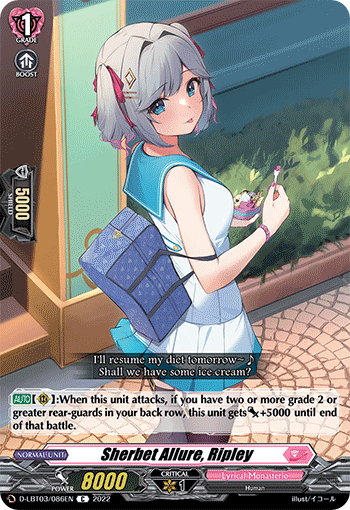 1
GRADE
BOOST
5000
SHIELD
I'll resume my diet tomorrow~♪
Shall we have some ice cream?
AUTO [ R ]:When this unit attacks, if you have two or more grade 2 or
greater rear-guards in your back row, this unit gets +5000 until end
of that battle.
NORMAL UNIT
Sherbet Allure, Ripley
POWER 8000
CRITICAL
1
Lyrical Monasterio
Human
D-LBT03/086EN C 2022
illust/イコール